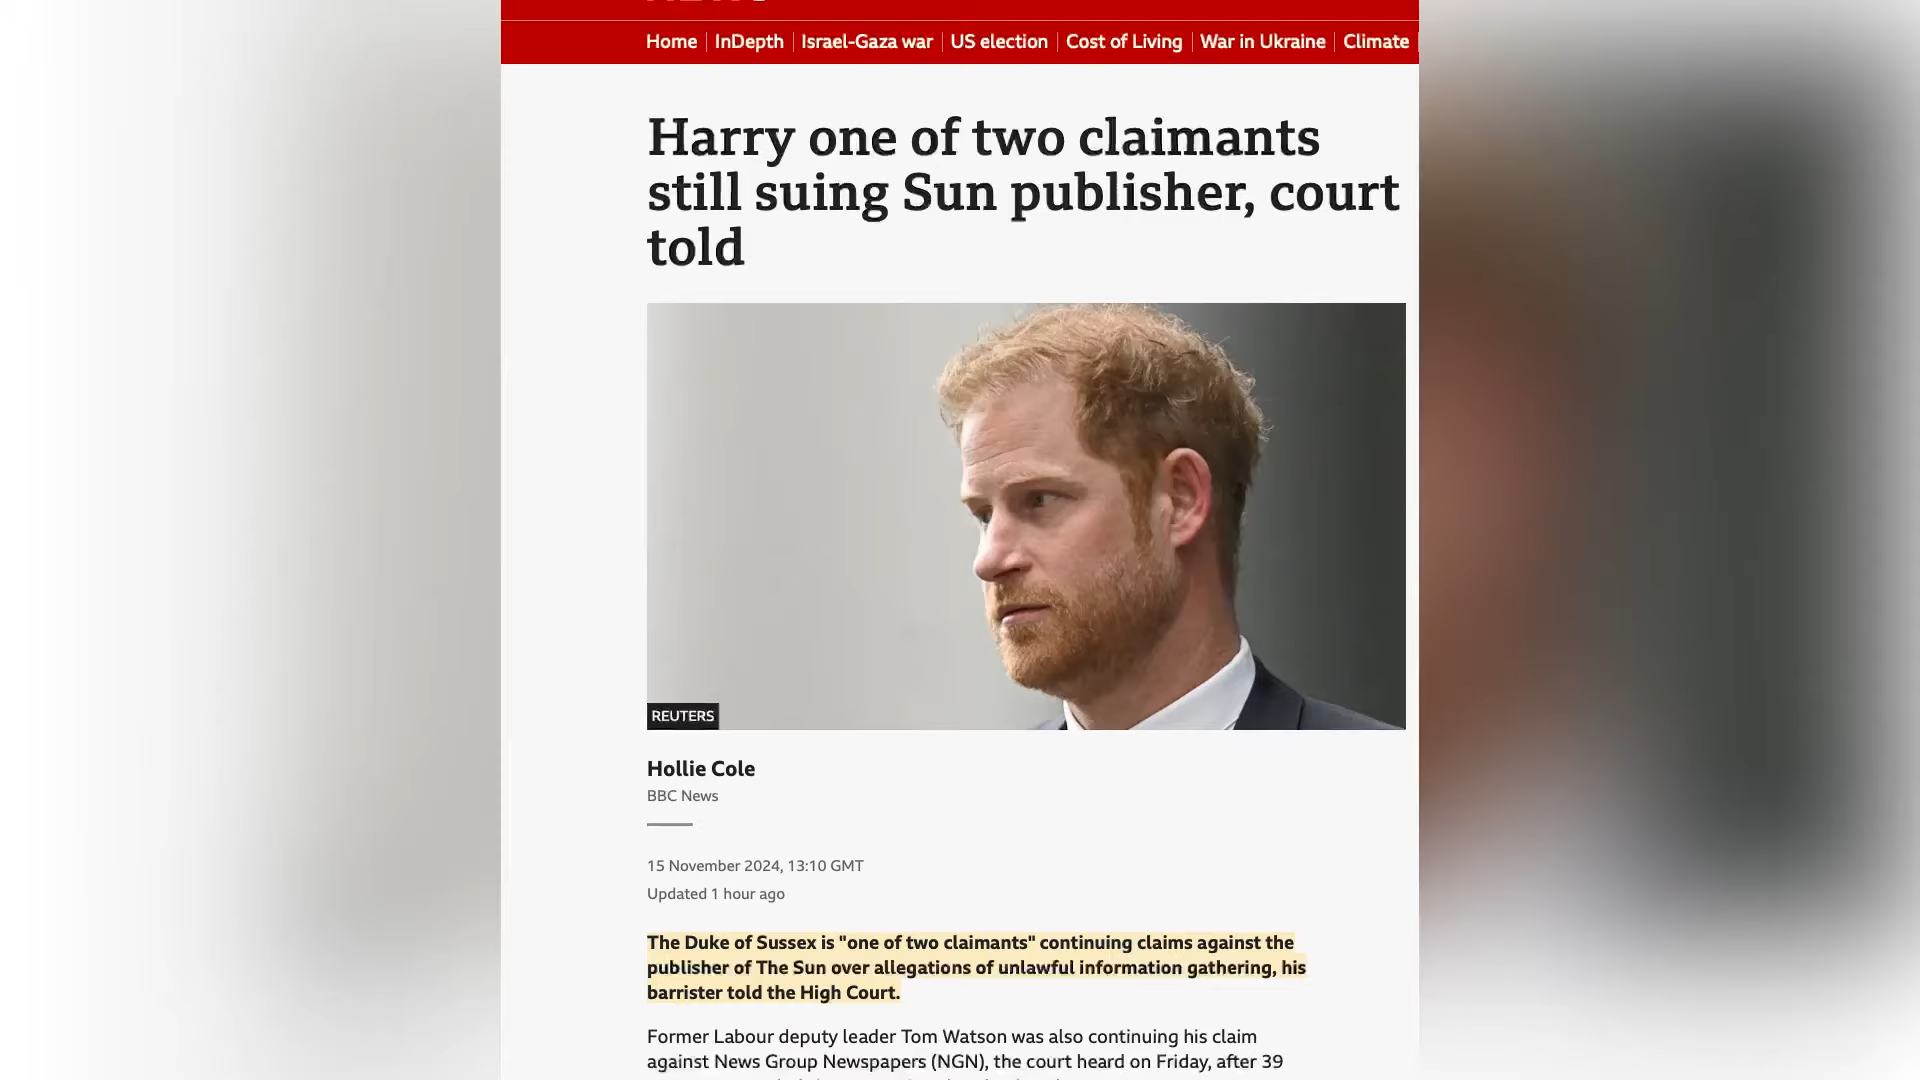 Home InDepth Israel-Gaza war US election Cost of Living War in Ukraine Climate
Harry one of two claimants
still suing Sun publisher, court
told
REUTERS
Hollie Cole
BBC News
15 November 2024, 13:10 GMT
Updated 1 hour ago
The Duke of Sussex is "one of two claimants" continuing claims against the
publisher of The Sun over allegations of unlawful information gathering, his
barrister told the High Court.
Former Labour deputy leader Tom Watson was also continuing his claim
against News Group Newspapers (NGN), the court heard on Friday, after 39